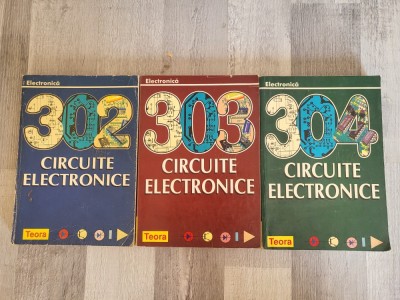 Electronică
302
CIRCUITE
ELECTRONICE
Teora
Electronică
303
CIRCUITE
ELECTRONICE
Teora
Electronică
304
CIRCUITE
ELECTRONICE
Teora